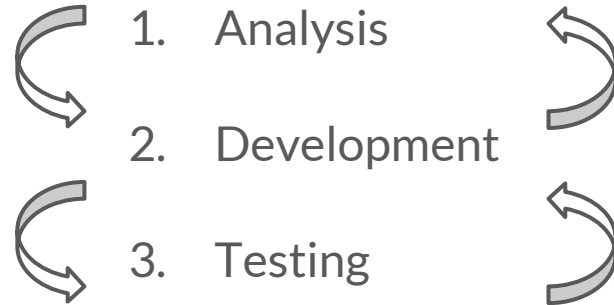 1. Analysis
2. Development
3. Testing